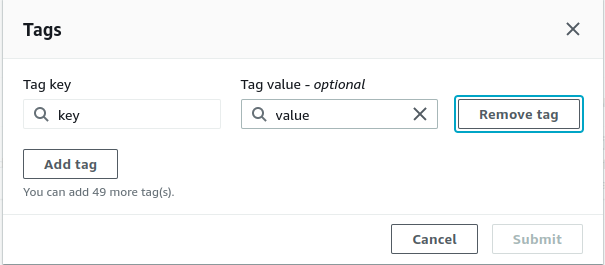 Tags
Tag key
Tag value - optional
key
value
Remove tag
Add tag
You can add 49 more tag(s).
Cancel
Submit